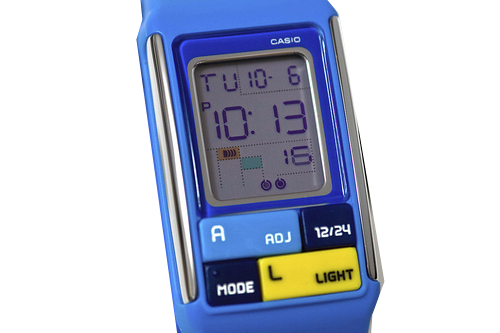 CASIO
TU 10- 6
P
10: 13
16
A ADJ 12/24
MODE L LIGHT